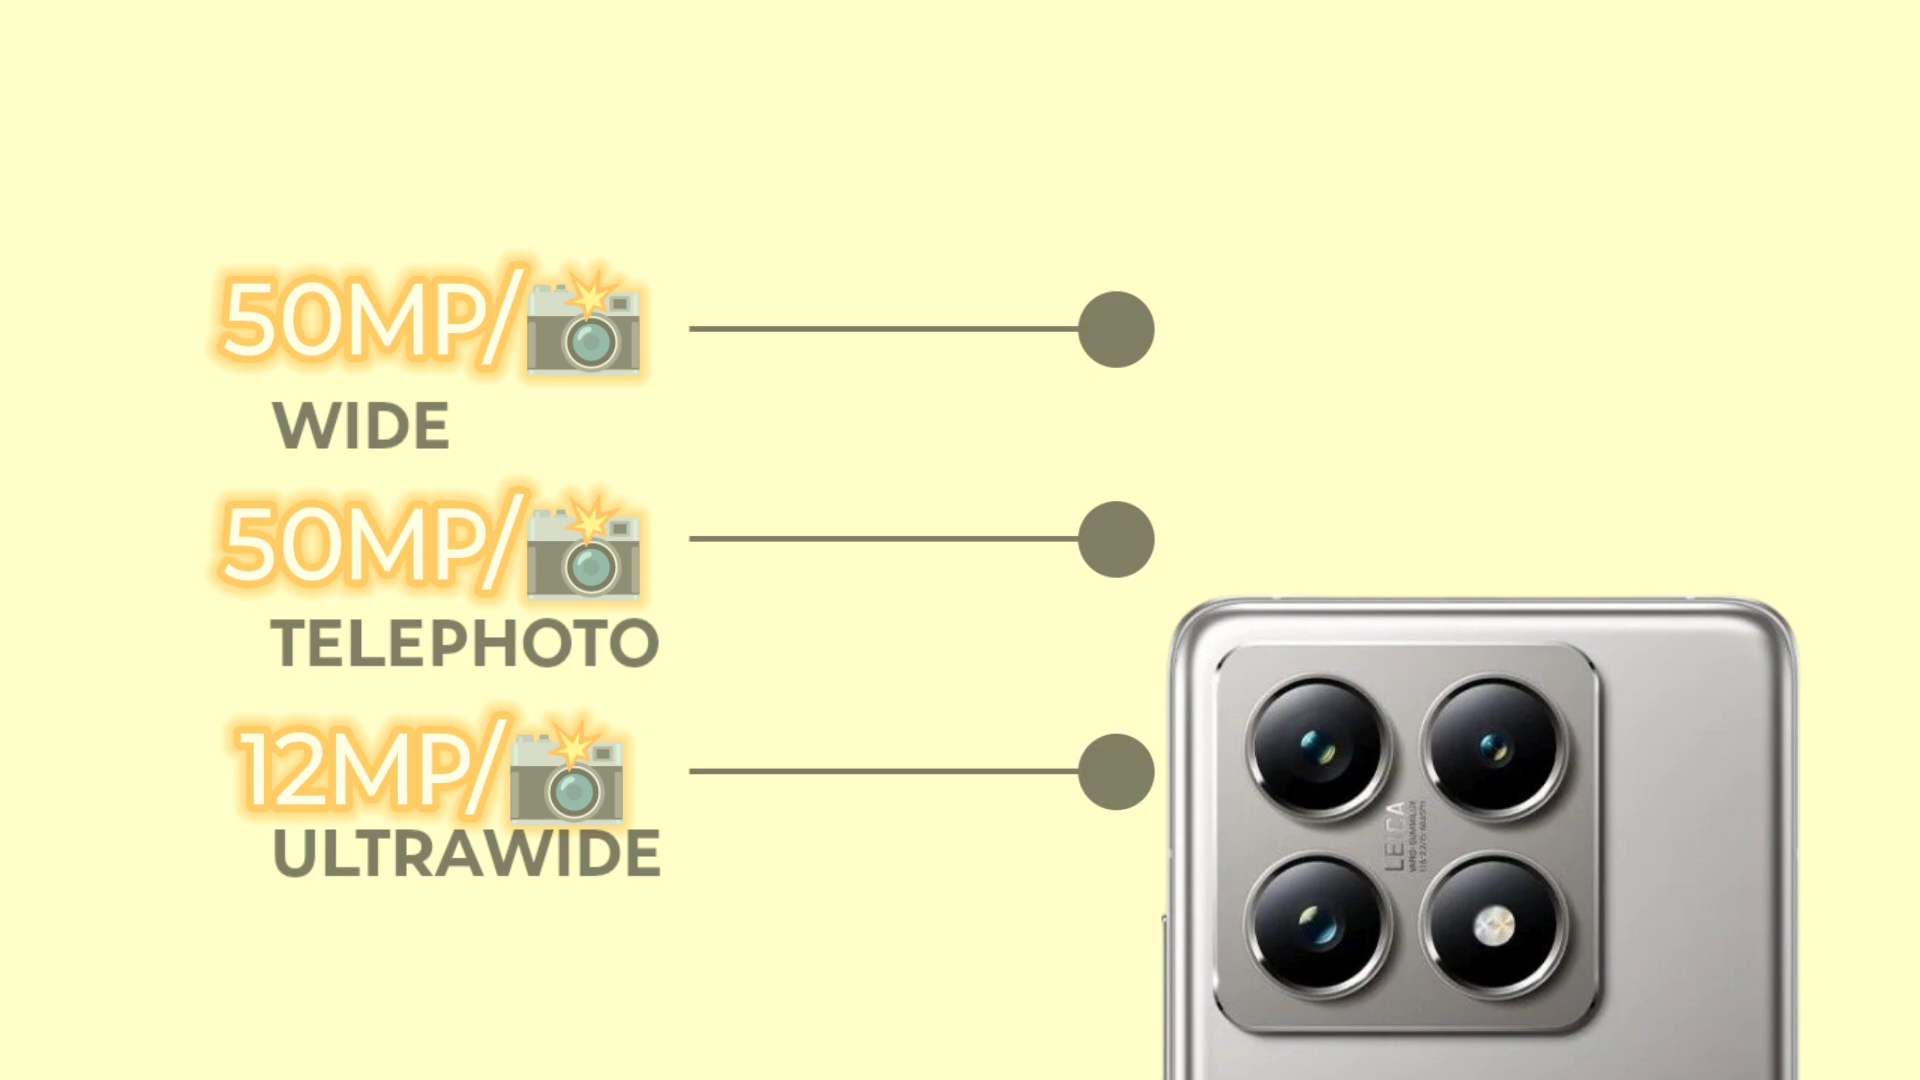 50MP/📸
WIDE
50MP/📸
TELEPHOTO
12MP/📸
ULTRAWIDE
LEICA